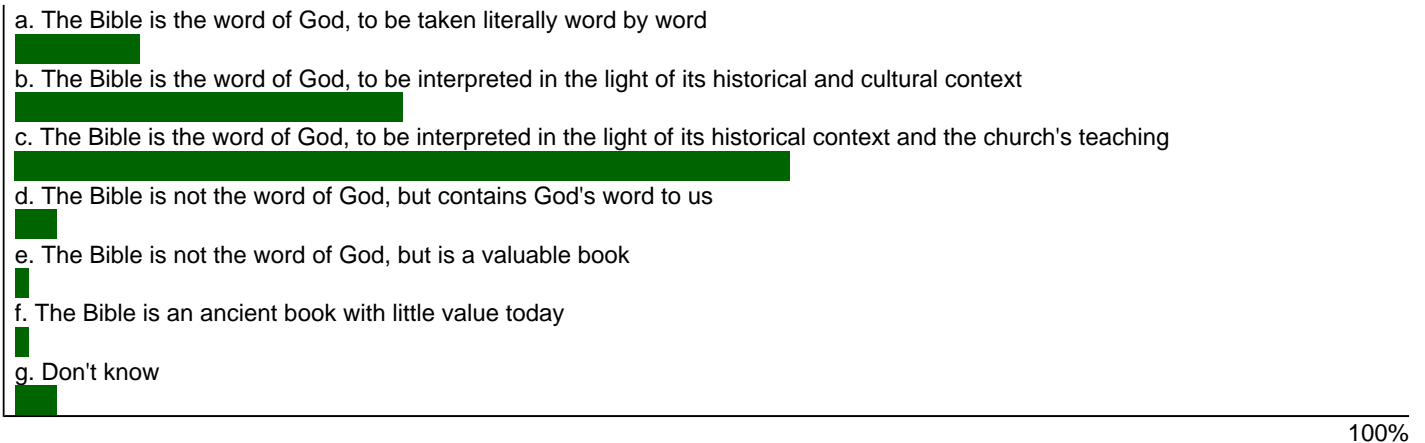 a. The Bible is the word of God, to be taken literally word by word
b. The Bible is the word of God, to be interpreted in the light of its historical and cultural context
c. The Bible is the word of God, to be interpreted in the light of its historical context and the church's teaching
d. The Bible is not the word of God, but contains God's word to us
e. The Bible is not the word of God, but is a valuable book
f. The Bible is an ancient book with little value today
g. Don't know
100%